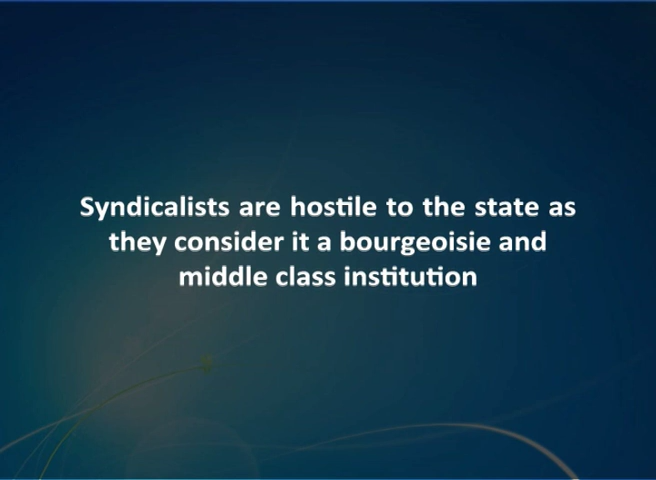 Syndicalists are hostile to the state as
they consider it a bourgeoisie and
middle class institution